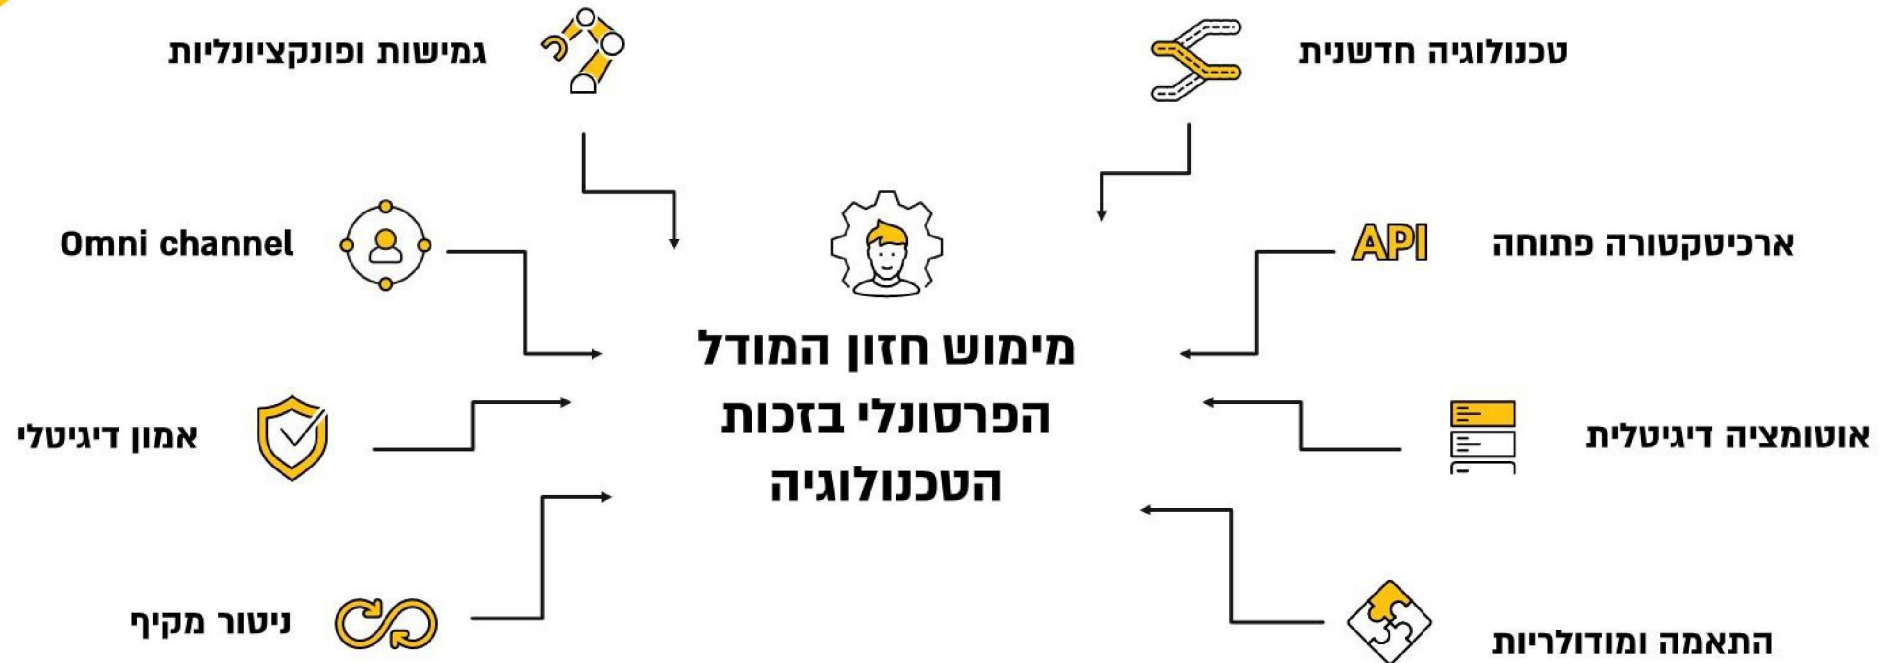 טכנולוגיה חדשנית
גמישות ופונקציונליות
API
ארכיטקטורה פתוחה
Omni channel
מימוש חזון המודל
הפרסונלי בזכות
הטכנולוגיה
אוטומציה דיגיטלית
אמון דיגיטלי
התאמה ומודולריות
ניטור מקיף